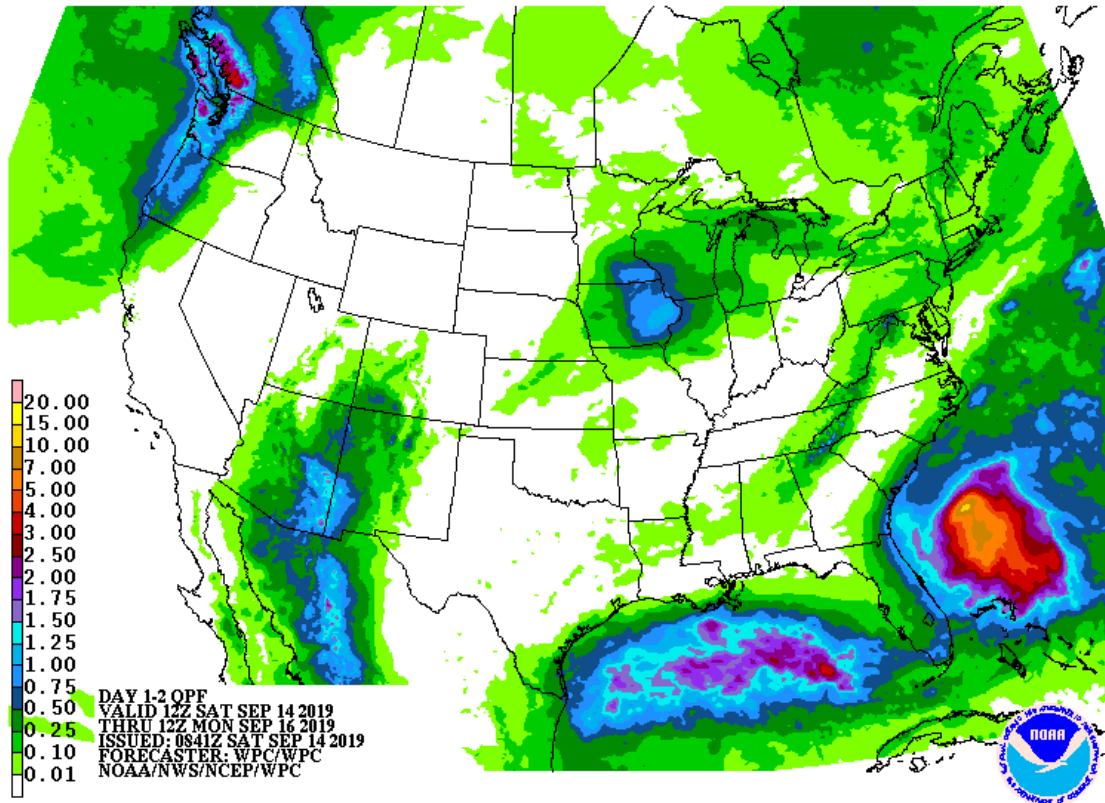 20.00
15.00
10.00
7.00
5.00
4.00
3.00
2.50
2.00
1.75
1.50
1.25
1.00
0.75
0.50
0.25
0.10
0.01
DAY 1-2 QPF
VALID 12Z SAT SEP 14 2019
THRU 12Z MON SEP 16 2019
ISSUED: 0841Z SAT SEP 14 2019
FORECASTER: WPC/WPC
NOAA/NWS/NCEP/WPC
NOAA